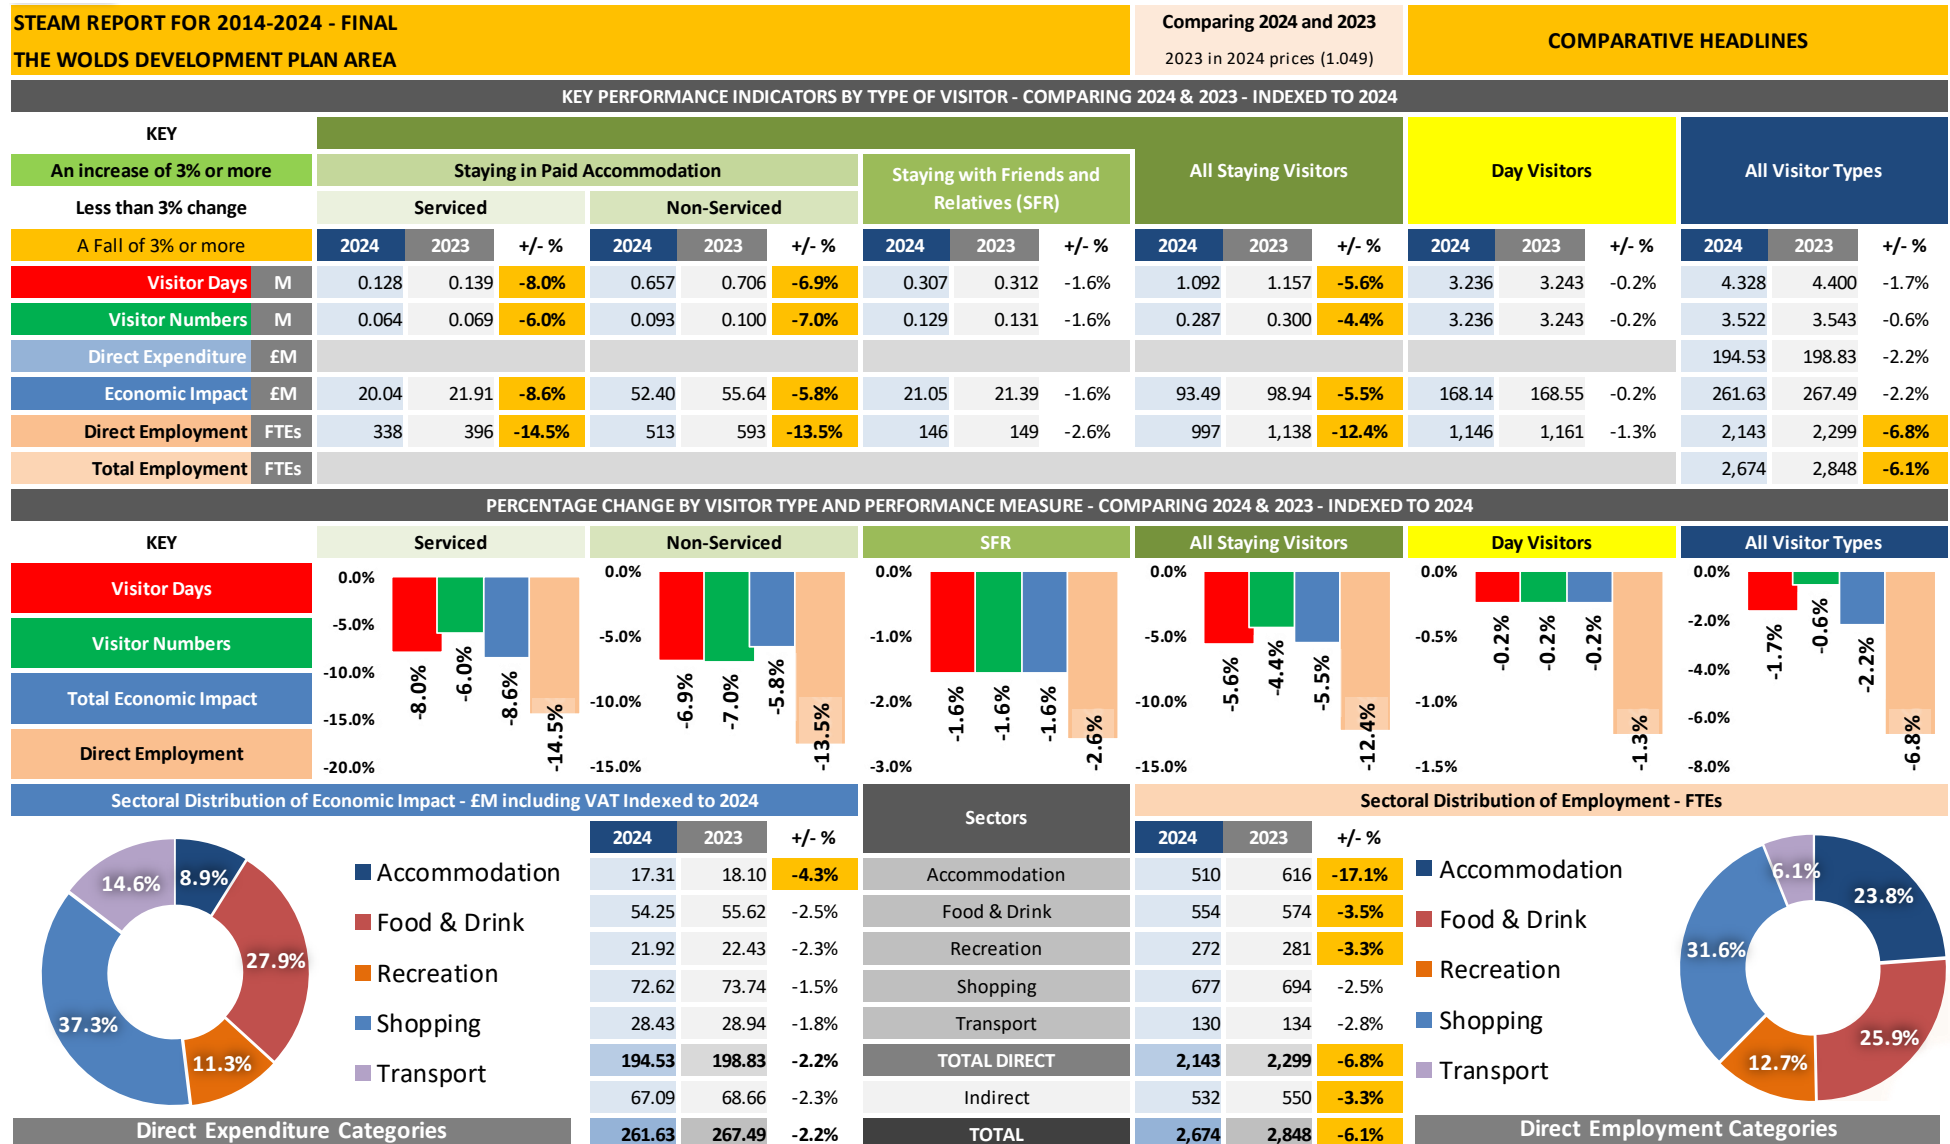 STEAM REPORT FOR 2014-2024 - FINAL
THE WOLDS DEVELOPMENT PLAN AREA
Comparing 2024 and 2023
2023 in 2024 prices (1.049)
COMPARATIVE HEADLINES
KEY PERFORMANCE INDICATORS BY TYPE OF VISITOR - COMPARING 2024 & 2023 - INDEXED TO 2024
KEY
An increase of 3% or more
Less than 3% change
A Fall of 3% or more
Staying in Paid Accommodation
Serviced
Non-Serviced
Staying with Friends and
Relatives (SFR)
All Staying Visitors
Day Visitors
All Visitor Types
2024 2023 +/- % 2024 2023 +/- % 2024 2023 +/- % 2024 2023 +/- % 2024 2023 +/- % 2024 2023 +/- %
Visitor Days M 0.128 0.139 -8.0% 0.657 0.706 -6.9% 0.307 0.312 -1.6% 1.092 1.157 -5.6% 3.236 3.243 -0.2% 4.328 4.400 -1.7%
Visitor Numbers M 0.064 0.069 -6.0% 0.093 0.100 -7.0% 0.129 0.131 -1.6% 0.287 0.300 -4.4% 3.236 3.243 -0.2% 3.522 3.543 -0.6%
Direct Expenditure £M 194.53 198.83 -2.2%
Economic Impact £M 20.04 21.91 -8.6% 52.40 55.64 -5.8% 21.05 21.39 -1.6% 93.49 98.94 -5.5% 168.14 168.55 -0.2% 261.63 267.49 -2.2%
Direct Employment FTEs 338 396 -14.5% 513 593 -13.5% 146 149 -2.6% 997 1,138 -12.4% 1,146 1,161 -1.3% 2,143 2,299 -6.8%
Total Employment FTEs 2,674 2,848 -6.1%
PERCENTAGE CHANGE BY VISITOR TYPE AND PERFORMANCE MEASURE - COMPARING 2024 & 2023 - INDEXED TO 2024
KEY
Visitor Days
Visitor Numbers
Total Economic Impact
Direct Employment
Serviced
0.0%
-5.0%
-10.0%
-15.0%
-20.0%
-8.0% -6.0% -8.6% -14.5%
Non-Serviced
0.0%
-5.0%
-10.0%
-15.0%
-6.9% -7.0% -5.8% -13.5%
SFR
0.0%
-1.0%
-2.0%
-3.0%
-1.6% -1.6% -1.6% -2.6%
All Staying Visitors
0.0%
-5.0%
-10.0%
-15.0%
-5.6% -4.4% -5.5% -12.4%
Day Visitors
0.0%
-0.5%
-1.0%
-1.5%
-0.2% -0.2% -0.2% -1.3%
All Visitor Types
0.0%
-2.0%
-4.0%
-6.0%
-8.0%
-1.7% -0.6% -2.2% -6.8%
Sectoral Distribution of Economic Impact - £M including VAT Indexed to 2024
Sectors
Sectoral Distribution of Employment - FTEs
14.6% 8.9%
27.9%
37.3%
11.3%
Accommodation
Food & Drink
Recreation
Shopping
Transport
Direct Expenditure Categories
2024 2023 +/- % 2024 2023 +/- %
17.31 18.10 -4.3% Accommodation 510 616 -17.1%
54.25 55.62 -2.5% Food & Drink 554 574 -3.5%
21.92 22.43 -2.3% Recreation 272 281 -3.3%
72.62 73.74 -1.5% Shopping 677 694 -2.5%
28.43 28.94 -1.8% Transport 130 134 -2.8%
194.53 198.83 -2.2% TOTAL DIRECT 2,143 2,299 -6.8%
67.09 68.66 -2.3% Indirect 532 550 -3.3%
261.63 267.49 -2.2% TOTAL 2,674 2,848 -6.1%
Accommodation
Food & Drink
Recreation
Shopping
Transport
6.1%
23.8%
31.6%
25.9%
12.7%
Direct Employment Categories